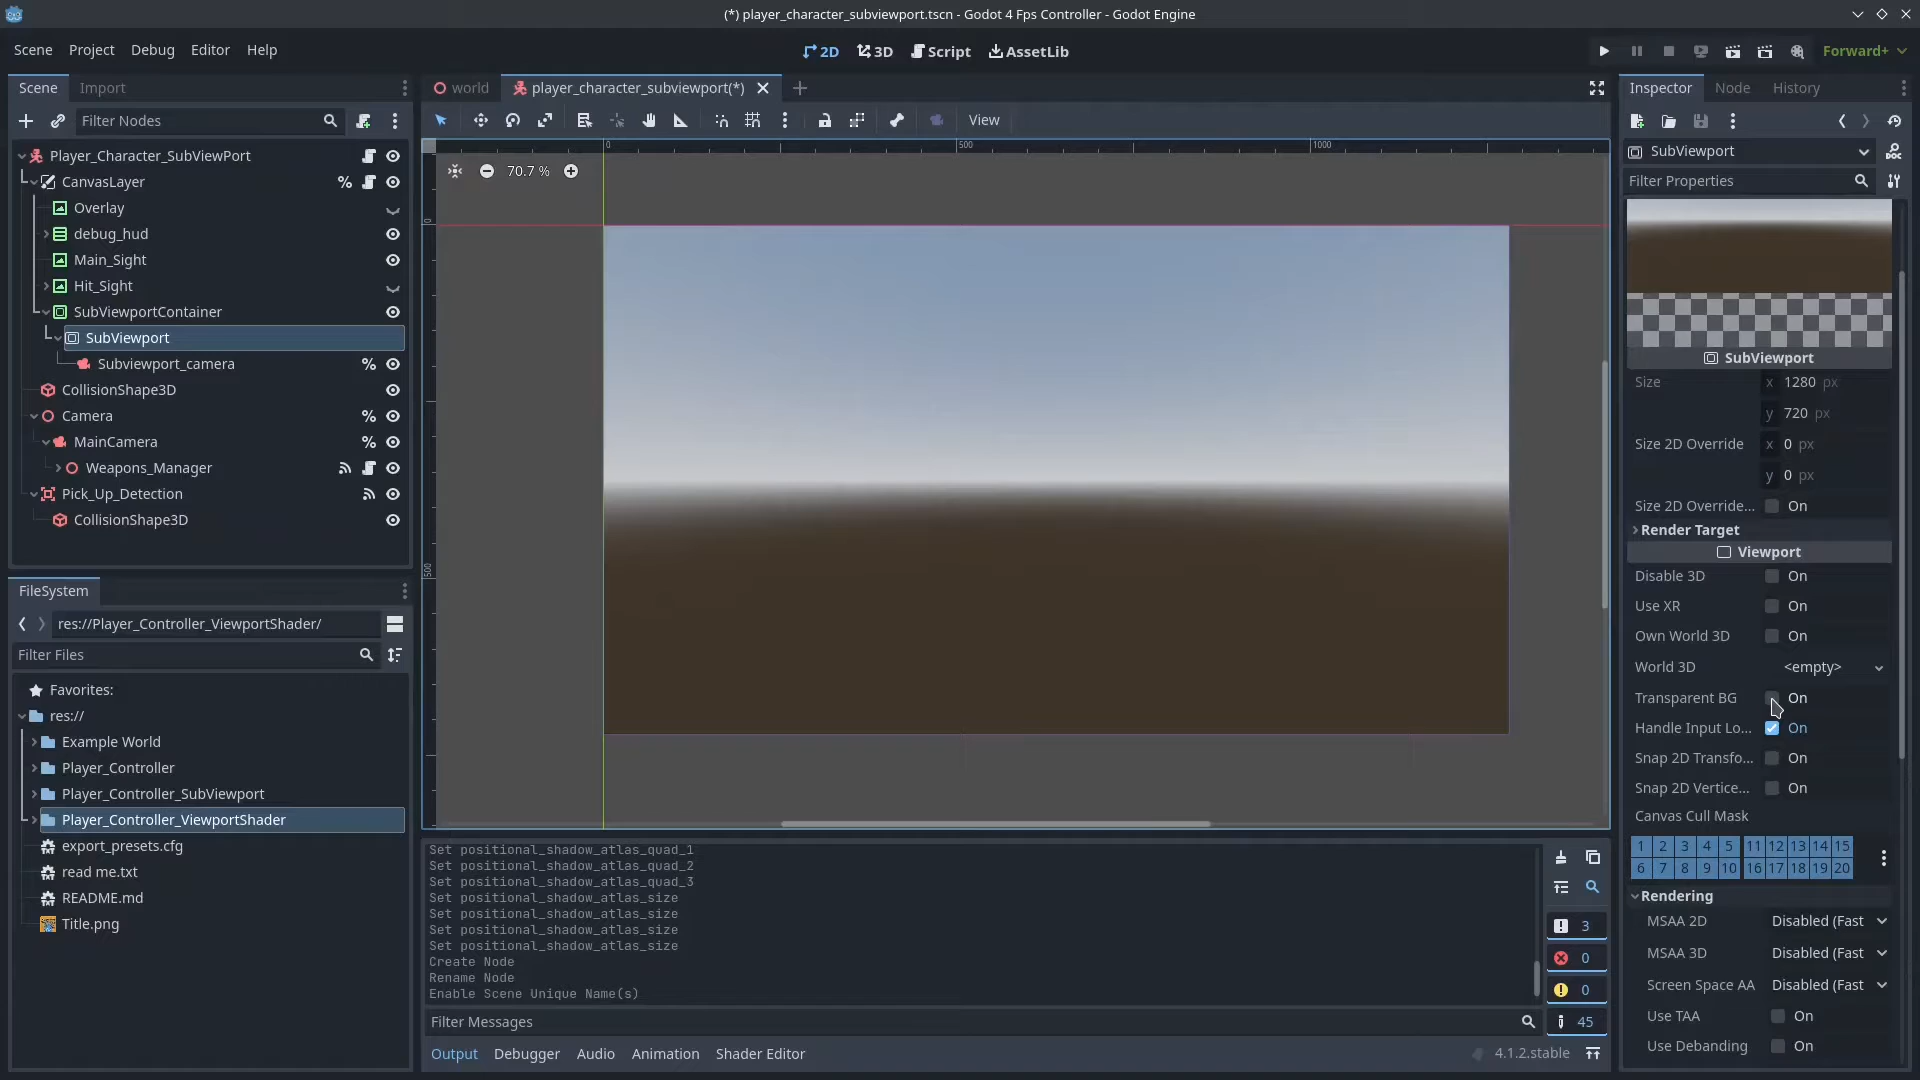 (*) player_character_subviewport.tscn - Godot 4 Fps Controller - Godot Engine
Scene Project Debug Editor Help
2D 3D Script AssetLib
Forward+
Scene Import
world player_character_subviewport(*)
Inspector Node History
Filter Nodes
View
Player_Character_SubViewPort
CanvasLayer %
Overlay
debug_hud
Main_Sight
Hit_Sight
SubViewportContainer
SubViewport
Subviewport_camera %
CollisionShape3D
Camera %
MainCamera %
Weapons_Manager
Pick_Up_Detection
CollisionShape3D
FileSystem
res://Player_Controller_ViewportShader/
Filter Files
Favorites:
res://
Example World
Player_Controller
Player_Controller_SubViewport
Player_Controller_ViewportShader
export_presets.cfg
read me.txt
README.md
Title.png
0 500 1000
70.7 %
0
500
Set positional_shadow_atlas_quad_1
Set positional_shadow_atlas_quad_2
Set positional_shadow_atlas_quad_3
Set positional_shadow_atlas_size
Set positional_shadow_atlas_size
Set positional_shadow_atlas_size
Set positional_shadow_atlas_size
Create Node
Rename Node
Enable Scene Unique Name(s)
3
0
0
45
Filter Messages
Output Debugger Audio Animation Shader Editor
4.1.2.stable
SubViewport
DOC
Filter Properties
SubViewport
Size x 1280 px
y 720 px
Size 2D Override x 0 px
y 0 px
Size 2D Override... On
Render Target
Viewport
Disable 3D On
Use XR On
Own World 3D On
World 3D <empty>
Transparent BG On
Handle Input Lo... On
Snap 2D Transfo... On
Snap 2D Vertice... On
Canvas Cull Mask
1 2 3 4 5 11 12 13 14 15
6 7 8 9 10 16 17 18 19 20
Rendering
MSAA 2D Disabled (Fast
MSAA 3D Disabled (Fast
Screen Space AA Disabled (Fast
Use TAA On
Use Debanding On